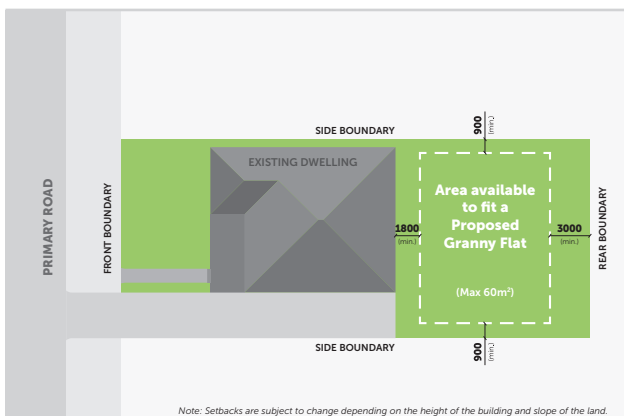 900
(min.)
SIDE BOUNDARY
EXISTING DWELLING
PRIMARY ROAD
FRONT BOUNDARY
Area available
to fit a
Proposed
Granny Flat
(Max 60m²)
1800
(min.)
3000
(min.)
REAR BOUNDARY
SIDE BOUNDARY
900
(min.)
Note: Setbacks are subject to change depending on the height of the building and slope of the land.